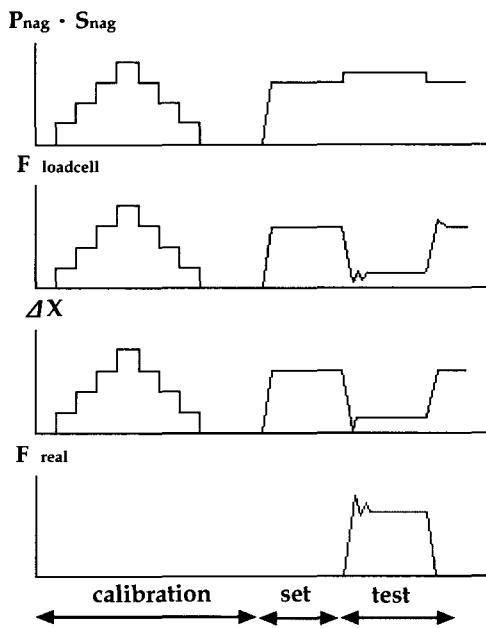 Pnag · Snag
F loadcell
ΔX
F real
calibration set test